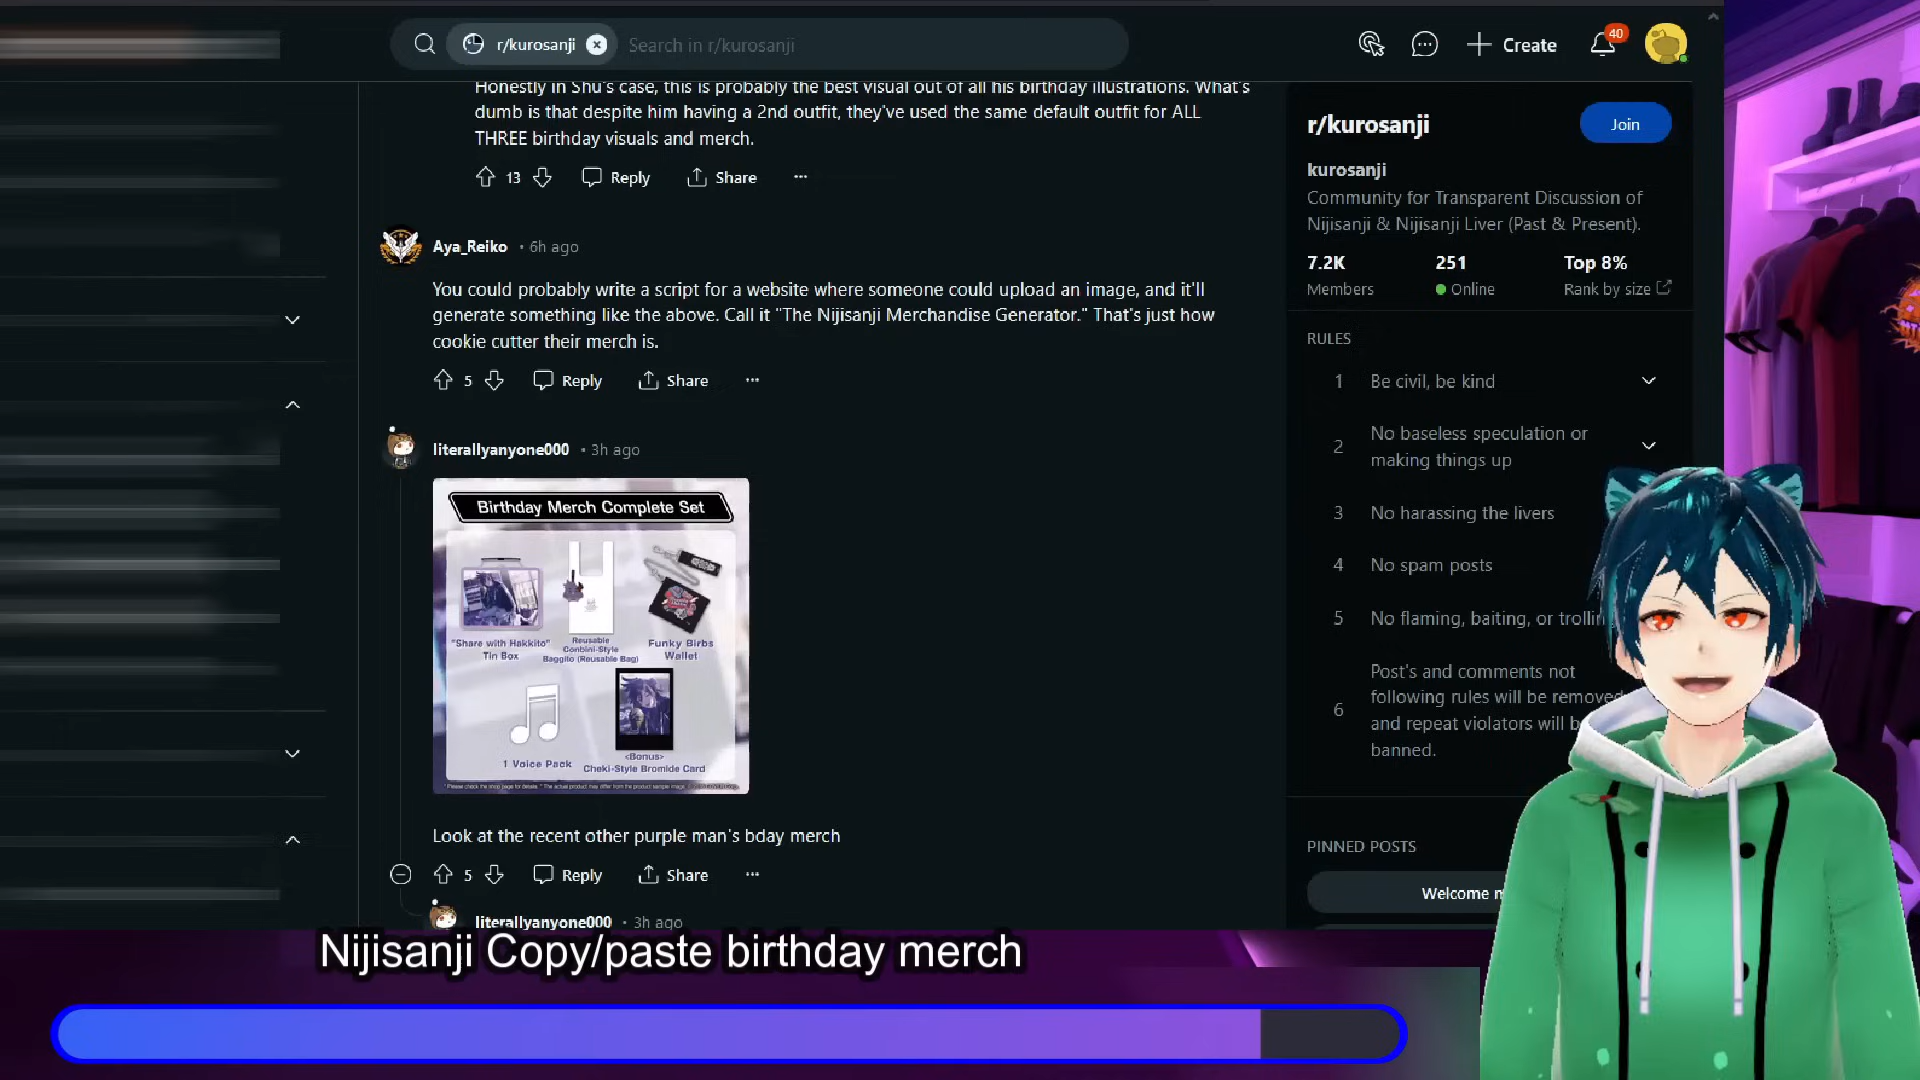 r/kurosanji
Search in r/kurosanji
Create
40
Honestly in Shu's case, this is probably the best visual out of all his birthday illustrations. What's
dumb is that despite him having a 2nd outfit, they've used the same default outfit for ALL
THREE birthday visuals and merch.
13
Reply
Share
Aya_Reiko • 6h ago
You could probably write a script for a website where someone could upload an image, and it'll
generate something like the above. Call it "The Nijisanji Merchandise Generator." That's just how
cookie cutter their merch is.
5
Reply
Share
literallyanyone000 • 3h ago
Birthday Merch Complete Set
"Share with Hakkito"
Tin Box
Reusable
Conbini-Style
Baggito (Reusable Bag)
Funky Birbs
Wallet
1 Voice Pack
<Bonus>
Cheki-Style Bromide Card
Look at the recent other purple man's bday merch
5
Reply
Share
literallyanyone000 • 3h ago
r/kurosanji
Join
kurosanji
Community for Transparent Discussion of
Nijisanji & Nijisanji Liver (Past & Present).
7.2K
251
Top 8%
Members
Online
Rank by size
RULES
1 Be civil, be kind
2 No baseless speculation or
making things up
3 No harassing the livers
4 No spam posts
5 No flaming, baiting, or trollin
6 Post's and comments not
following rules will be removed
and repeat violators will b
banned.
PINNED POSTS
Welcome
Nijisanji Copy/paste birthday merch